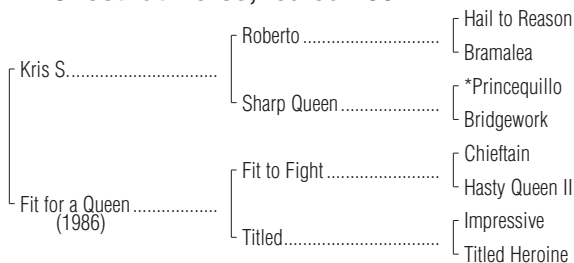 Hail to Reason
Roberto
Bramalea
Kris S.
*Princequillo
Sharp Queen
Bridgework
Chieftain
Fit to Fight
Hasty Queen II
Fit for a Queen
(1986)
Impressive
Titled
Titled Heroine